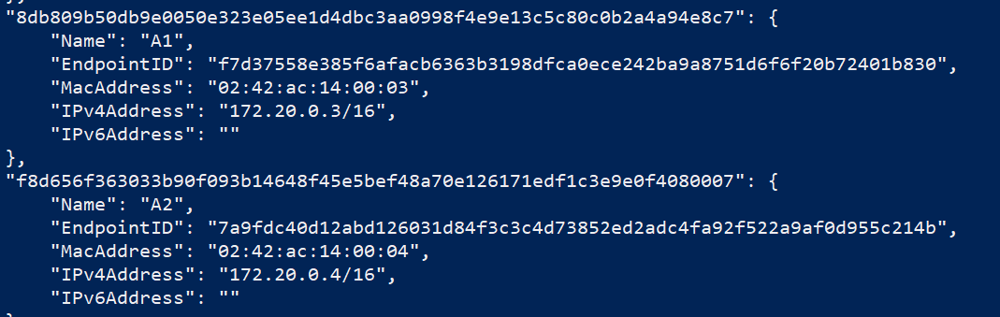 "8db809b50db9e0050e323e05ee1d4dbc3aa0998f4e9e13c5c80c0b2a4a94e8c7": {
    "Name": "A1",
    "EndpointID": "f7d37558e385f6afacb6363b3198dfca0ece242ba9a8751d6f6f20b72401b830",
    "MacAddress": "02:42:ac:14:00:03",
    "IPv4Address": "172.20.0.3/16",
    "IPv6Address": ""
},
"f8d656f363033b90f093b14648f45e5bef48a70e126171edf1c3e9e0f4080007": {
    "Name": "A2",
    "EndpointID": "7a9fdc40d12abd126031d84f3c3c4d73852ed2adc4fa92f522a9af0d955c214b",
    "MacAddress": "02:42:ac:14:00:04",
    "IPv4Address": "172.20.0.4/16",
    "IPv6Address": ""